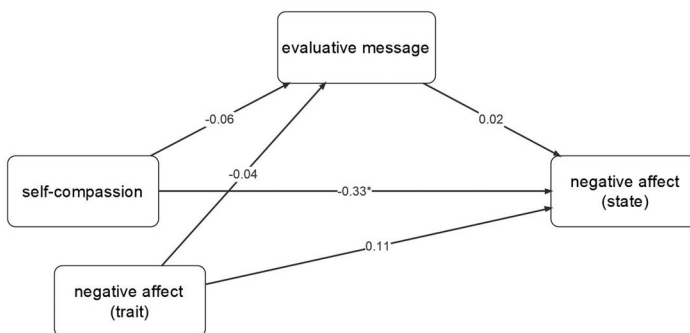 evaluative message
-0.06
0.02
-0.04
self-compassion
-0.33*
negative affect
(state)
0.11
negative affect
(trait)